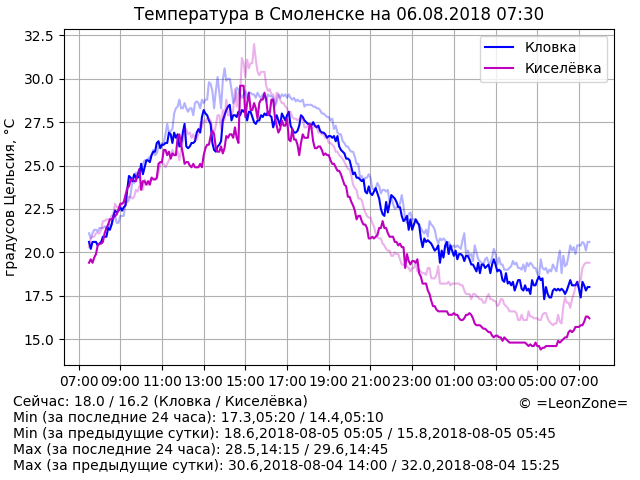 Температура в Смоленске на 06.08.2018 07:30
32.5
30.0
27.5
25.0
22.5
20.0
17.5
15.0
градусов Цельсия, °C
Кловка
Киселёвка
07:00 09:00 11:00 13:00 15:00 17:00 19:00 21:00 23:00 01:00 03:00 05:00 07:00
Сейчас: 18.0 / 16.2 (Кловка / Киселёвка)
© =LeonZone=
Min (за последние 24 часа): 17.3,05:20 / 14.4,05:10
Min (за предыдущие сутки): 18.6,2018-08-05 05:05 / 15.8,2018-08-05 05:45
Max (за последние 24 часа): 28.5,14:15 / 29.6,14:45
Max (за предыдущие сутки): 30.6,2018-08-04 14:00 / 32.0,2018-08-04 15:25